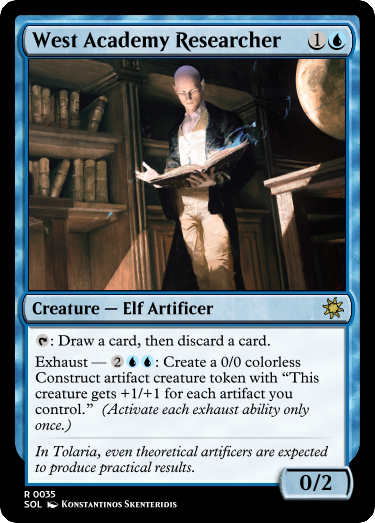 West Academy Researcher 1
Creature — Elf Artificer
: Draw a card, then discard a card.
Exhaust — 2 : Create a 0/0 colorless
Construct artifact creature token with “This
creature gets +1/+1 for each artifact you
control.” (Activate each exhaust ability only
once.)
In Tolaria, even theoretical artificers are expected
to produce practical results.
0/2
R 0035
SOL Konstantinos Skenteridis